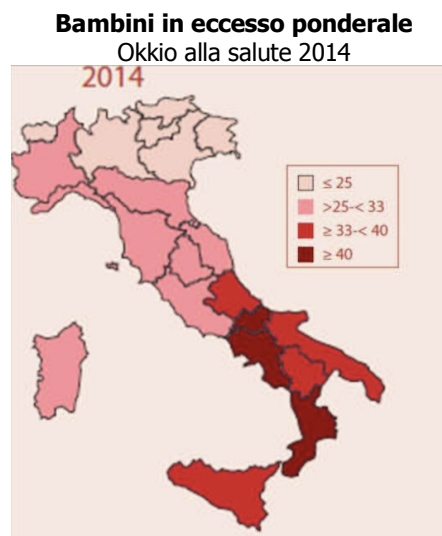 Bambini in eccesso ponderale
Okkio alla salute 2014
2014
≤ 25
>25-< 33
≥ 33-< 40
≥ 40